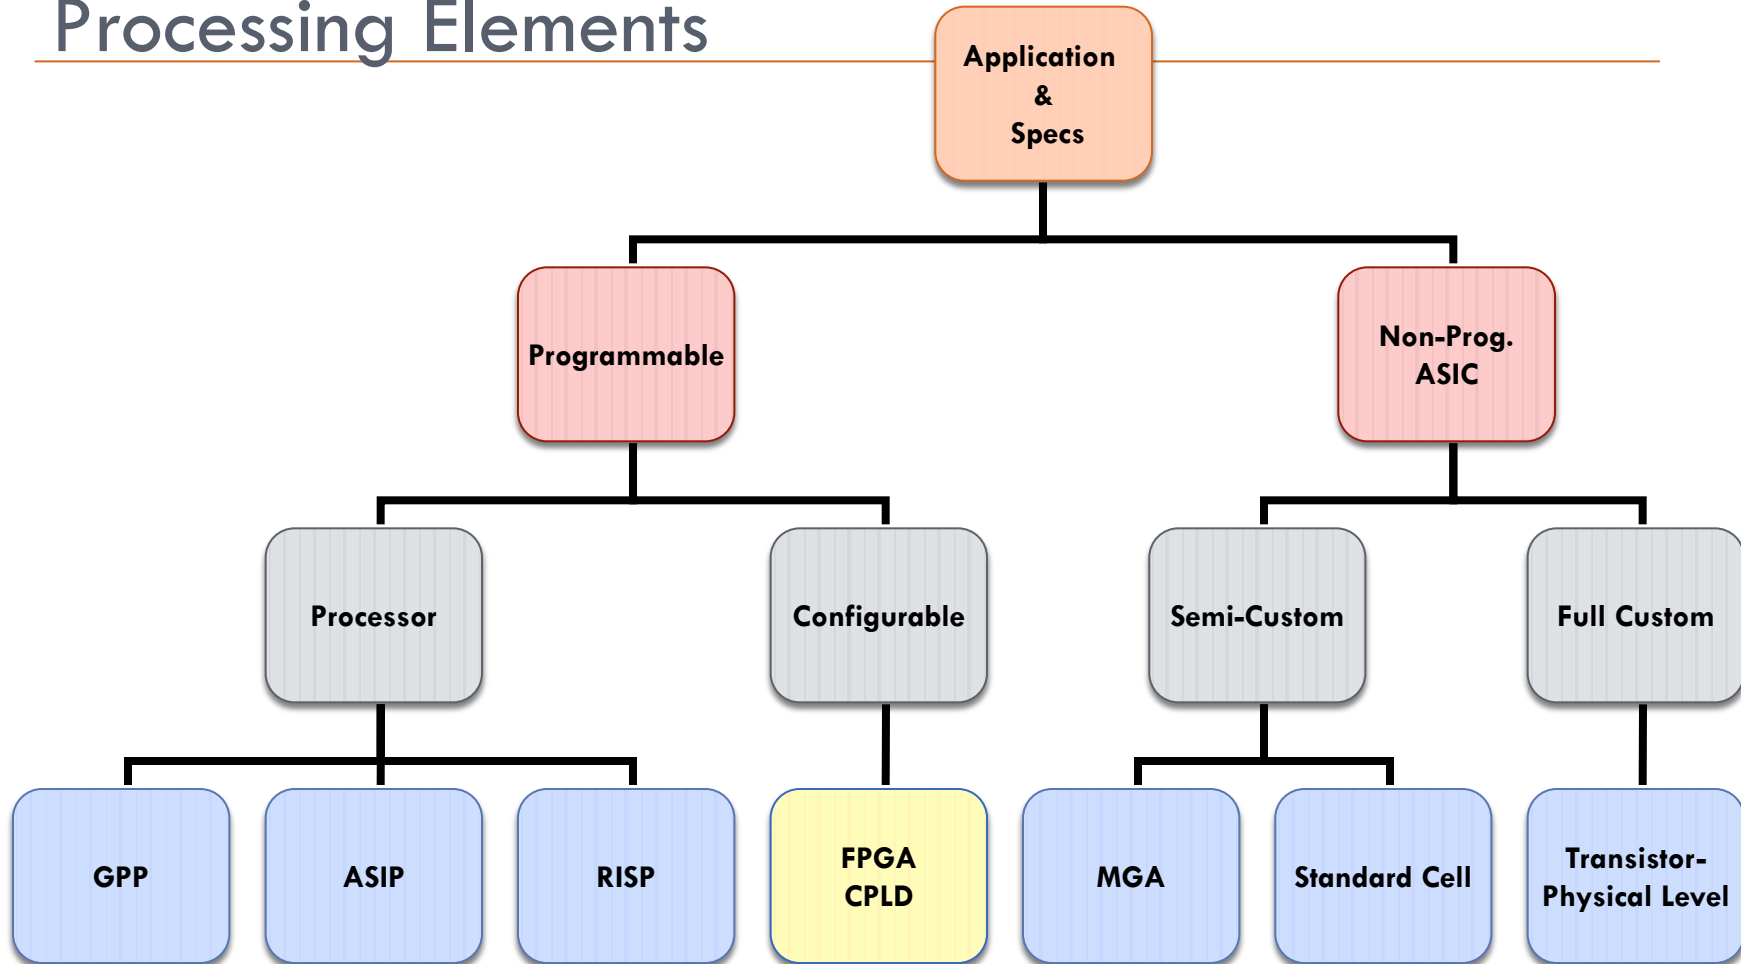 Processing Elements
Application
&
Specs
Programmable
Non-Prog.
ASIC
Processor
Configurable
Semi-Custom
Full Custom
GPP
ASIP
RISP
FPGA
CPLD
MGA
Standard Cell
Transistor-
Physical Level